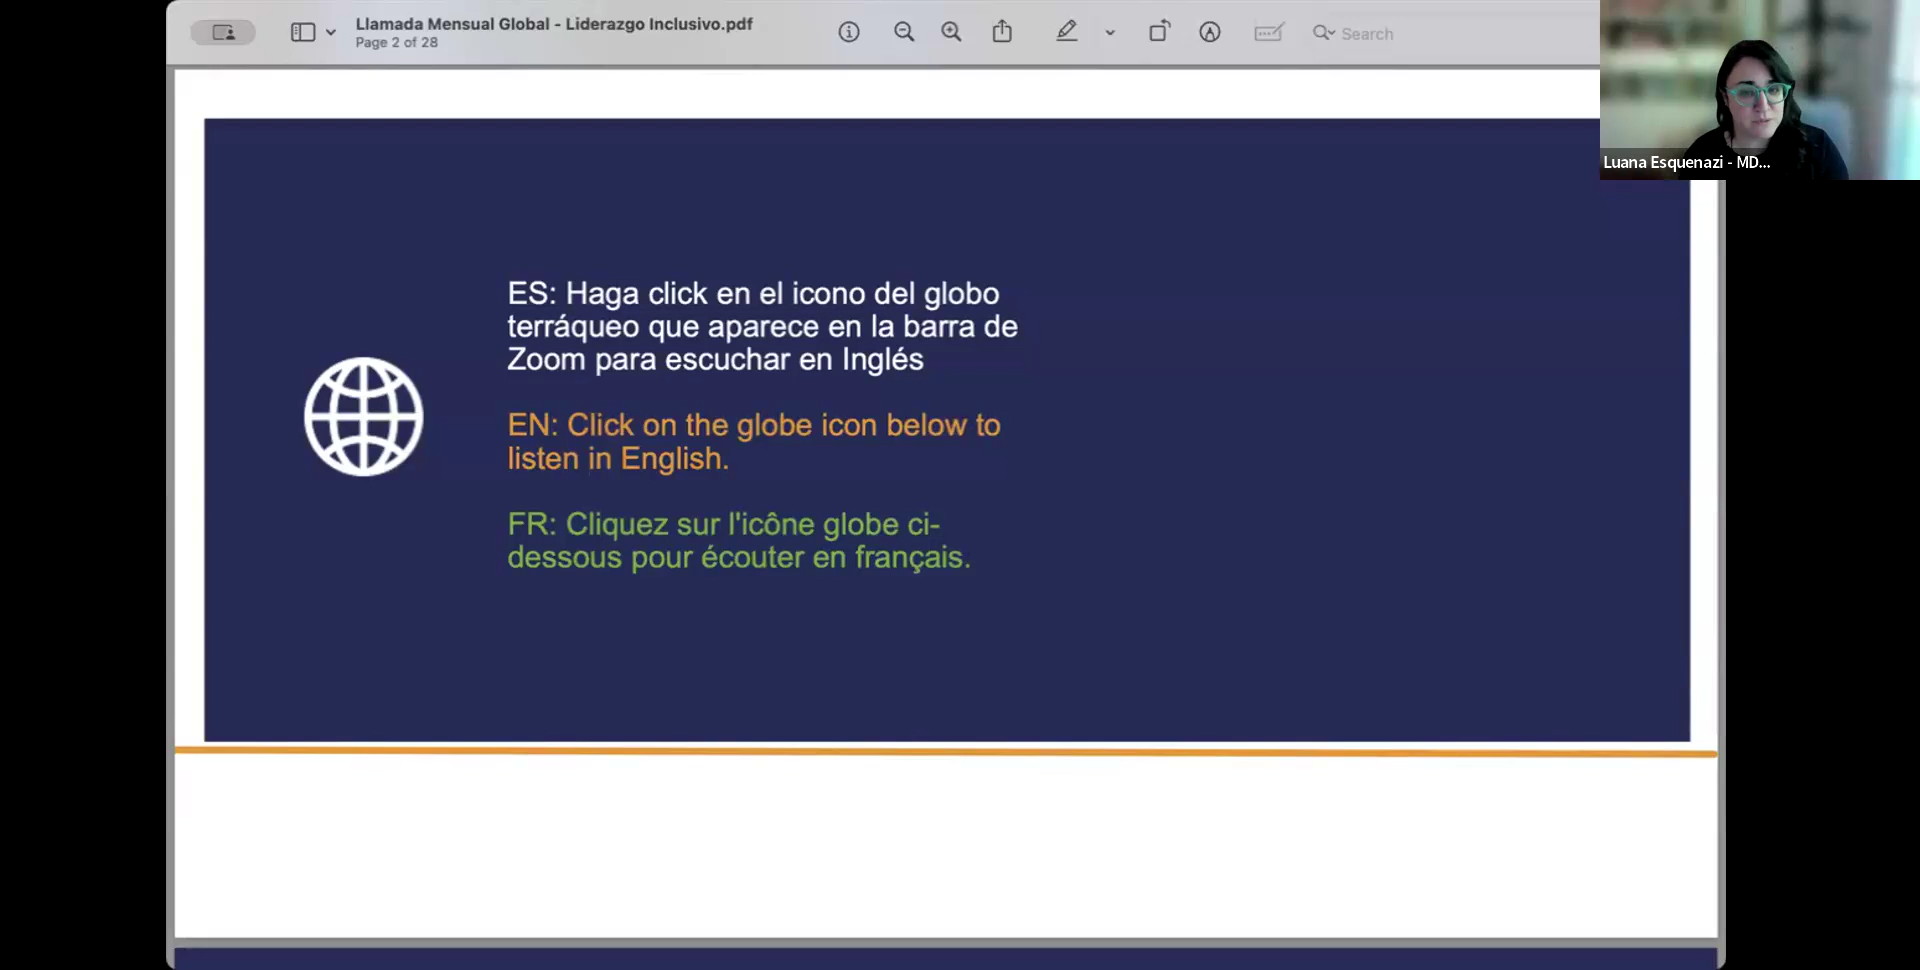 Llamada Mensual Global - Liderazgo Inclusivo.pdf
Page 2 of 28
Search
Luana Esquenazi - MD...
ES: Haga click en el icono del globo
terráqueo que aparece en la barra de
Zoom para escuchar en Inglés
EN: Click on the globe icon below to
listen in English.
FR: Cliquez sur l'icône globe ci-
dessous pour écouter en français.